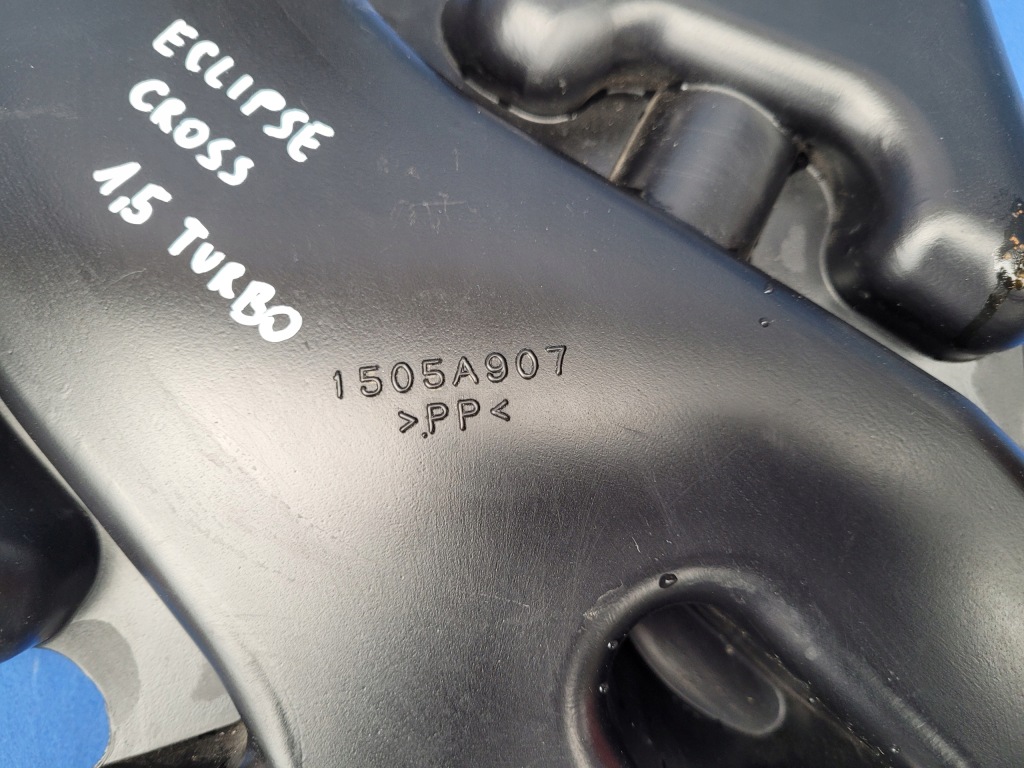 ECLIPSE
CROSS
1,5 TURBO
1505A907
>PP<